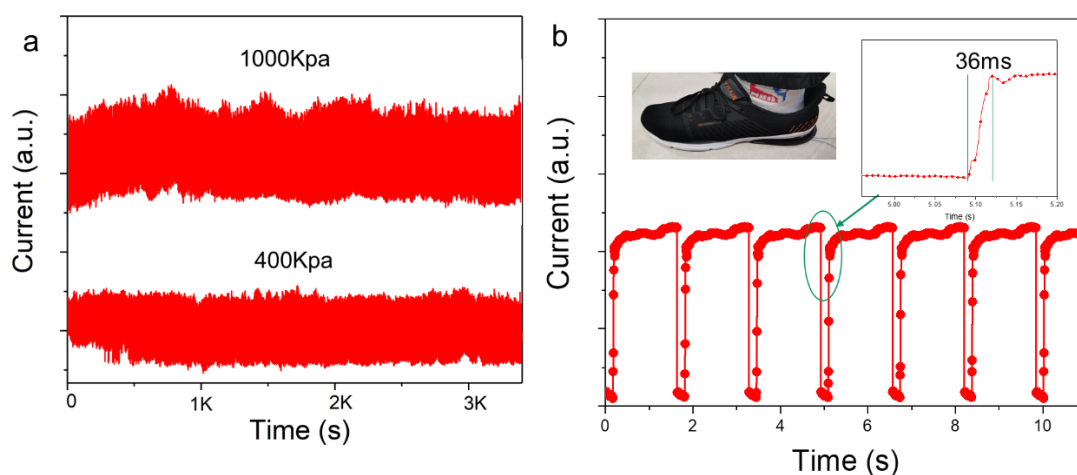 a
1000Kpa
400Kpa
Current (a.u.)
0
1K
2K
3K
Time (s)
b
36ms
5.00
5.05
5.10
5.15
5.20
Time (s)
Current (a.u.)
0
2
4
6
8
10
Time (s)